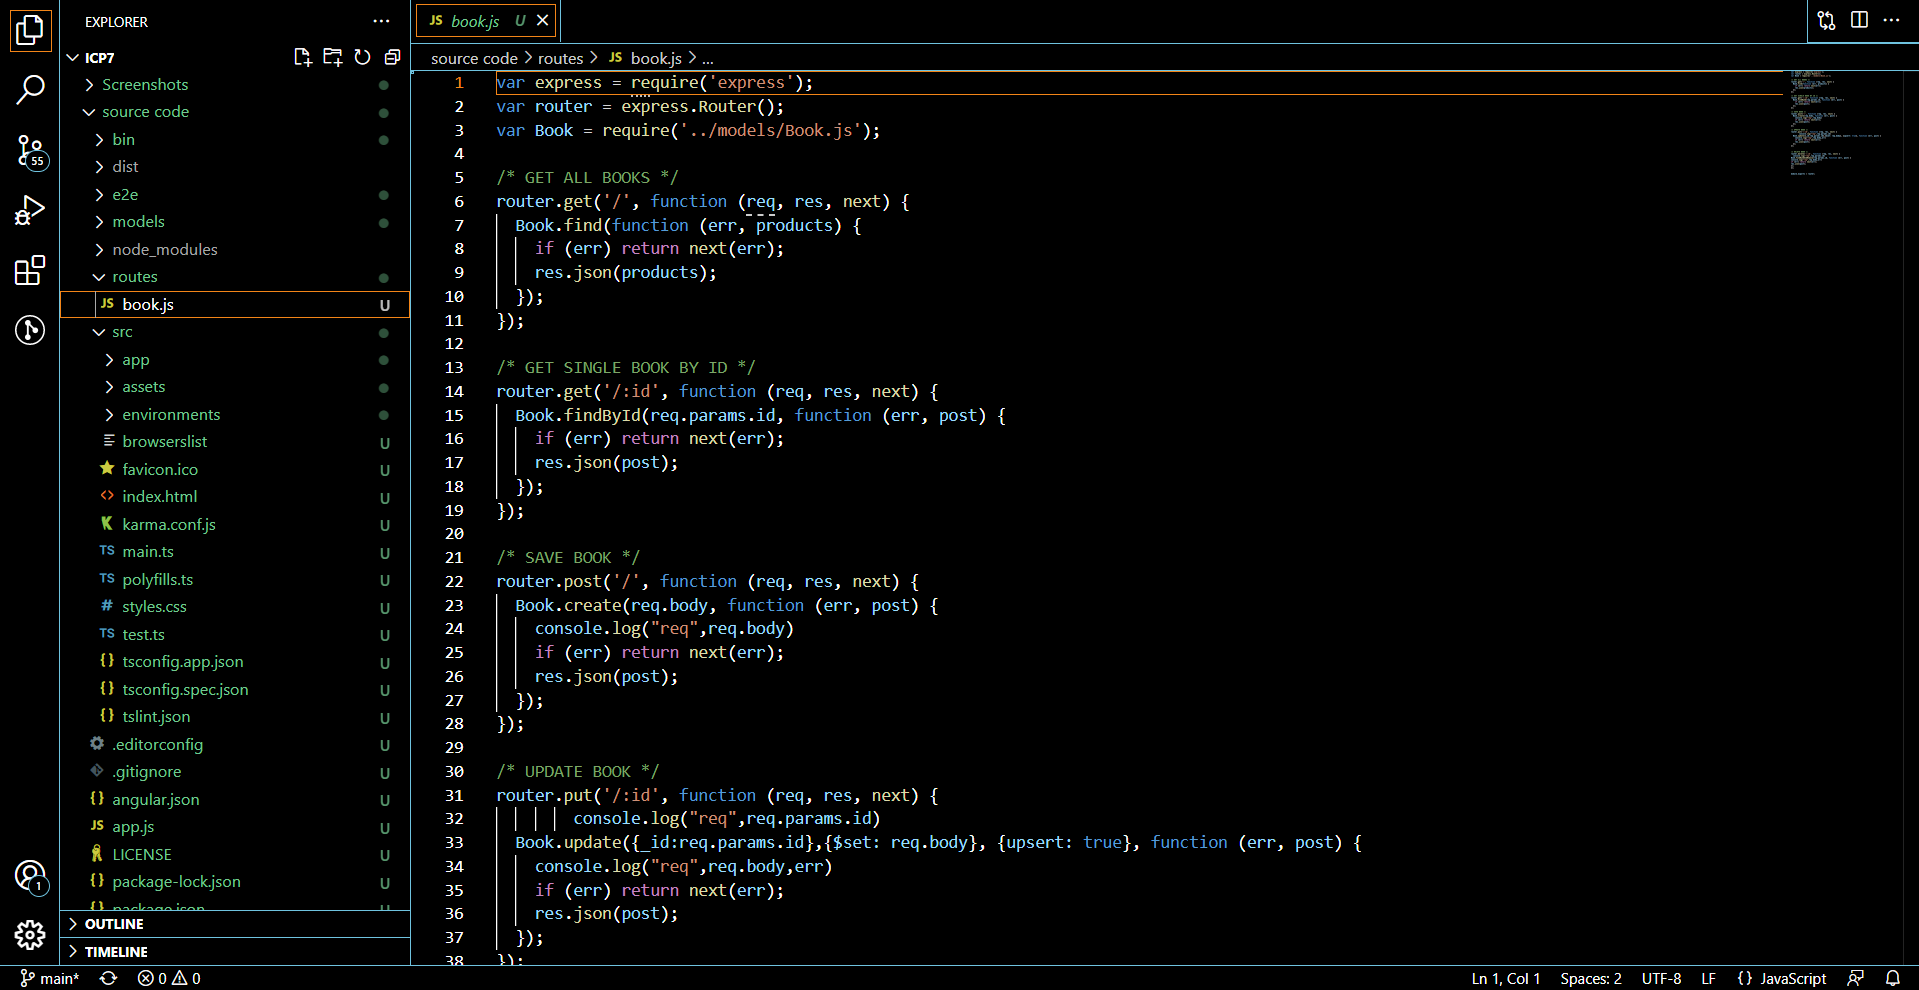 EXPLORER
ICP7
Screenshots
source code
bin
dist
e2e
models
node_modules
routes
JS book.js U
src
app
assets
environments
browserslist U
favicon.ico U
<> index.html U
karma.conf.js U
TS main.ts U
TS polyfills.ts U
# styles.css U
TS test.ts U
{} tsconfig.app.json U
{} tsconfig.spec.json U
{} tslint.json U
.editorconfig U
.gitignore U
{} angular.json U
JS app.js U
LICENSE U
{} package-lock.json U
{} package.json U
OUTLINE
TIMELINE
55
1
JS book.js U
source code > routes > JS book.js > ...
1 var express = require('express');
2 var router = express.Router();
3 var Book = require('../models/Book.js');
4
5 /* GET ALL BOOKS */
6 router.get('/', function (req, res, next) {
7 Book.find(function (err, products) {
8 if (err) return next(err);
9 res.json(products);
10 });
11 });
12
13 /* GET SINGLE BOOK BY ID */
14 router.get('/:id', function (req, res, next) {
15 Book.findById(req.params.id, function (err, post) {
16 if (err) return next(err);
17 res.json(post);
18 });
19 });
20
21 /* SAVE BOOK */
22 router.post('/', function (req, res, next) {
23 Book.create(req.body, function (err, post) {
24 console.log("req",req.body)
25 if (err) return next(err);
26 res.json(post);
27 });
28 });
29
30 /* UPDATE BOOK */
31 router.put('/:id', function (req, res, next) {
32 console.log("req",req.params.id)
33 Book.update({_id:req.params.id},{$set: req.body}, {upsert: true}, function (err, post) {
34 console.log("req",req.body,err)
35 if (err) return next(err);
36 res.json(post);
37 });
38 });
main* 0 0
Ln 1, Col 1 Spaces: 2 UTF-8 LF {} JavaScript